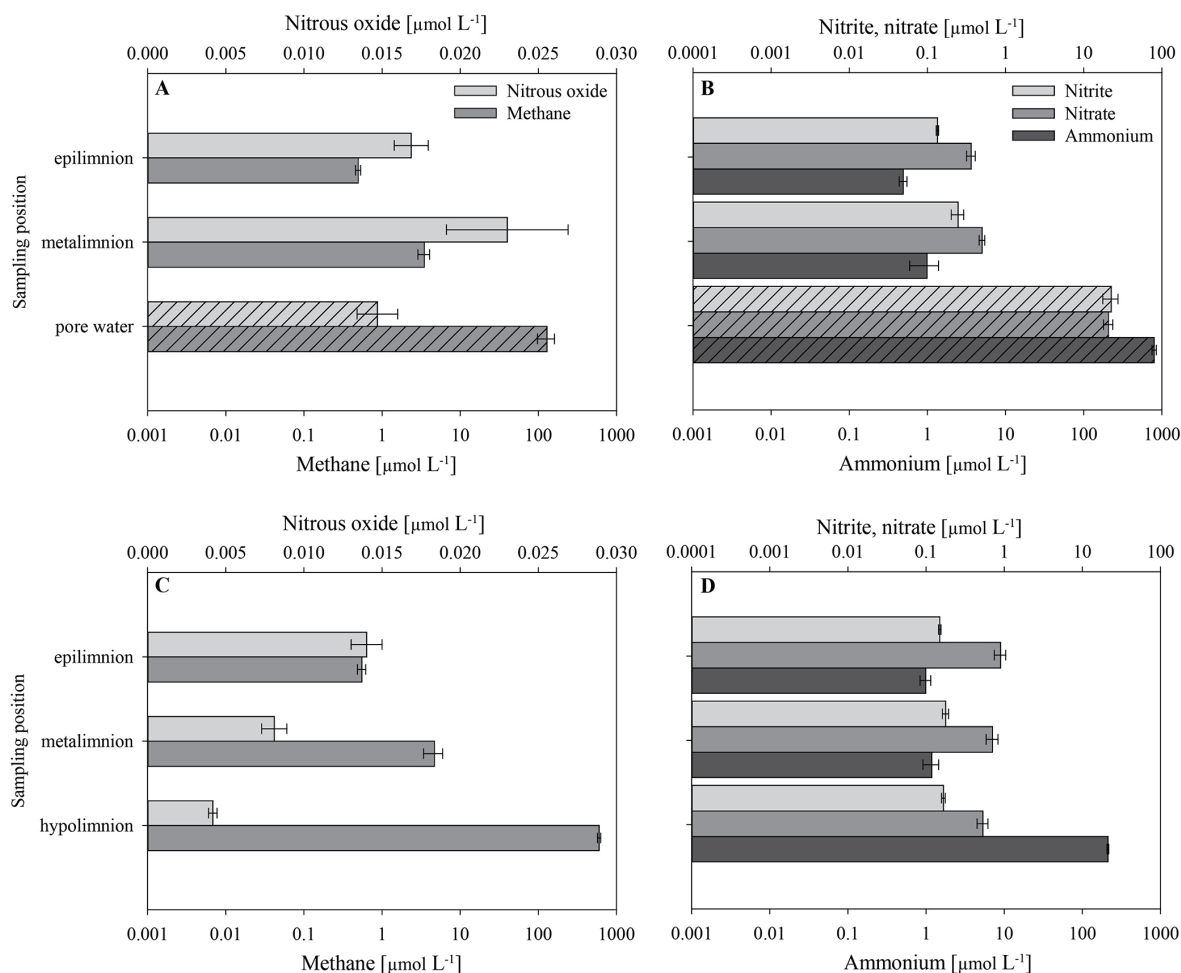 Nitrous oxide [µmol L-1]
0.000 0.005 0.010 0.015 0.020 0.025 0.030
A
Nitrous oxide
Methane
Sampling position
epilimnion
metalimnion
pore water
0.001 0.01 0.1 1 10 100 1000
Methane [µmol L-1]
Nitrite, nitrate [µmol L-1]
0.0001 0.001 0.01 0.1 1 10 100
B
Nitrite
Nitrate
Ammonium
0.001 0.01 0.1 1 10 100 1000
Ammonium [µmol L-1]
Nitrous oxide [µmol L-1]
0.000 0.005 0.010 0.015 0.020 0.025 0.030
C
Sampling position
epilimnion
metalimnion
hypolimnion
0.001 0.01 0.1 1 10 100 1000
Methane [µmol L-1]
Nitrite, nitrate [µmol L-1]
0.0001 0.001 0.01 0.1 1 10 100
D
0.001 0.01 0.1 1 10 100 1000
Ammonium [µmol L-1]